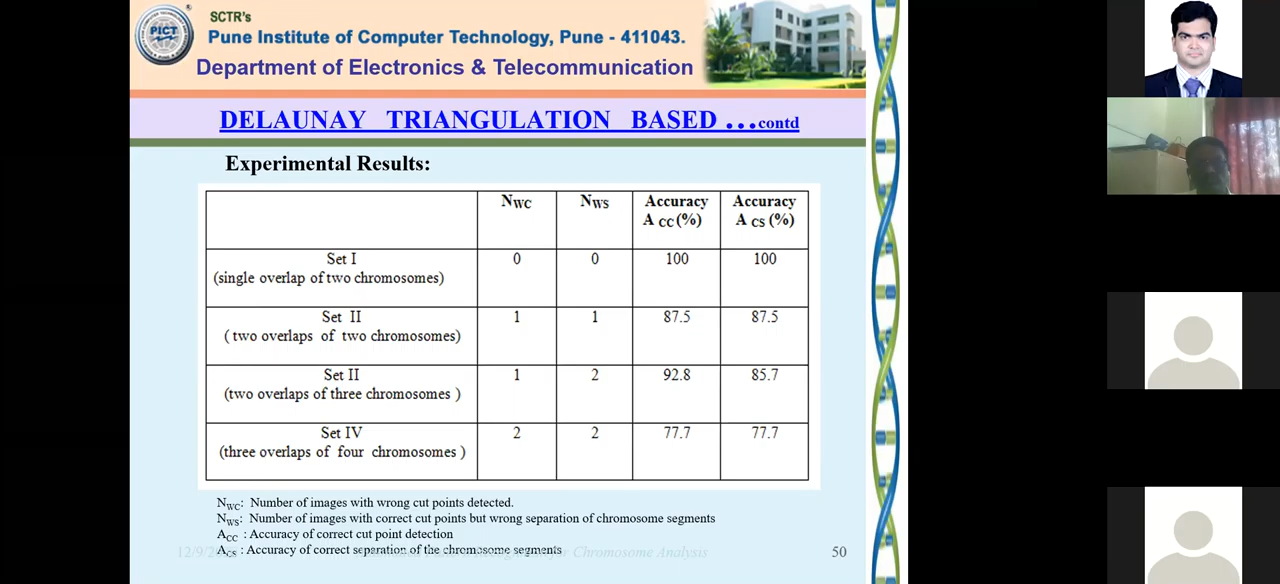 SCTR's
PICT
Pune Institute of Computer Technology, Pune - 411043.
Department of Electronics & Telecommunication
DELAUNAY TRIANGULATION BASED ...contd
Experimental Results:
NWC NWS Accuracy A CC (%) Accuracy A CS (%)
Set I (single overlap of two chromosomes) 0 0 100 100
Set II ( two overlaps of two chromosomes) 1 1 87.5 87.5
Set II (two overlaps of three chromosomes ) 1 2 92.8 85.7
Set IV (three overlaps of four chromosomes ) 2 2 77.7 77.7
NWC: Number of images with wrong cut points detected.
NWS: Number of images with correct cut points but wrong separation of chromosome segments
ACC : Accuracy of correct cut point detection
ACS : Accuracy of correct separation of the chromosome segments
12/9/2 for Chromosome Analysis 50